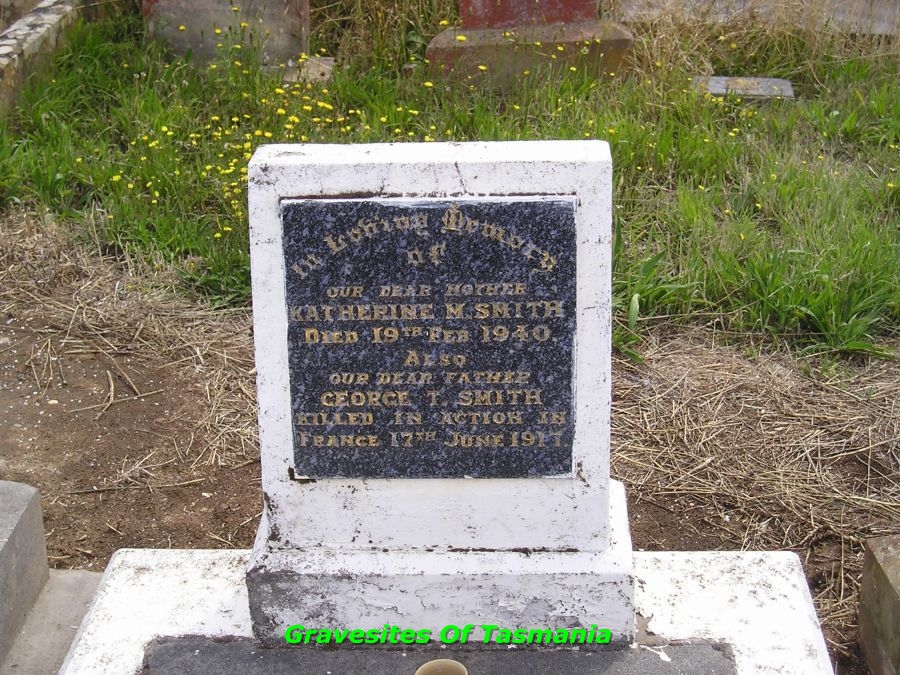 In Loving Memory
of
OUR DEAR MOTHER
KATHERINE M. SMITH
DIED 19TH FEB 1940
ALSO
OUR DEAR FATHER
GEORGE T. SMITH
KILLED IN ACTION IN
FRANCE 17TH JUNE 1917
Gravesites Of Tasmania